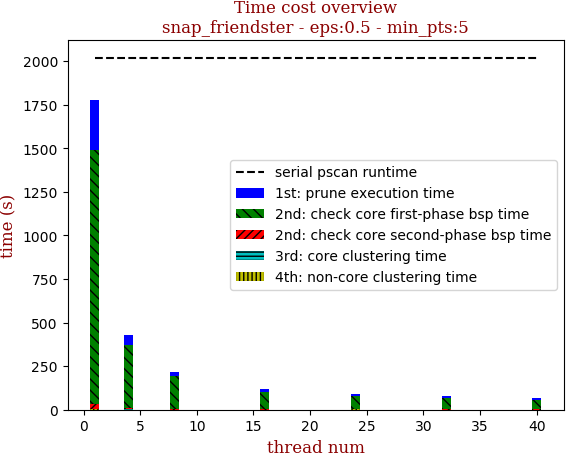 Time cost overview
snap_friendster - eps:0.5 - min_pts:5
time (s)
2000
1750
1500
1250
1000
750
500
250
0
serial pscan runtime
1st: prune execution time
2nd: check core first-phase bsp time
2nd: check core second-phase bsp time
3rd: core clustering time
4th: non-core clustering time
0 5 10 15 20 25 30 35 40
thread num